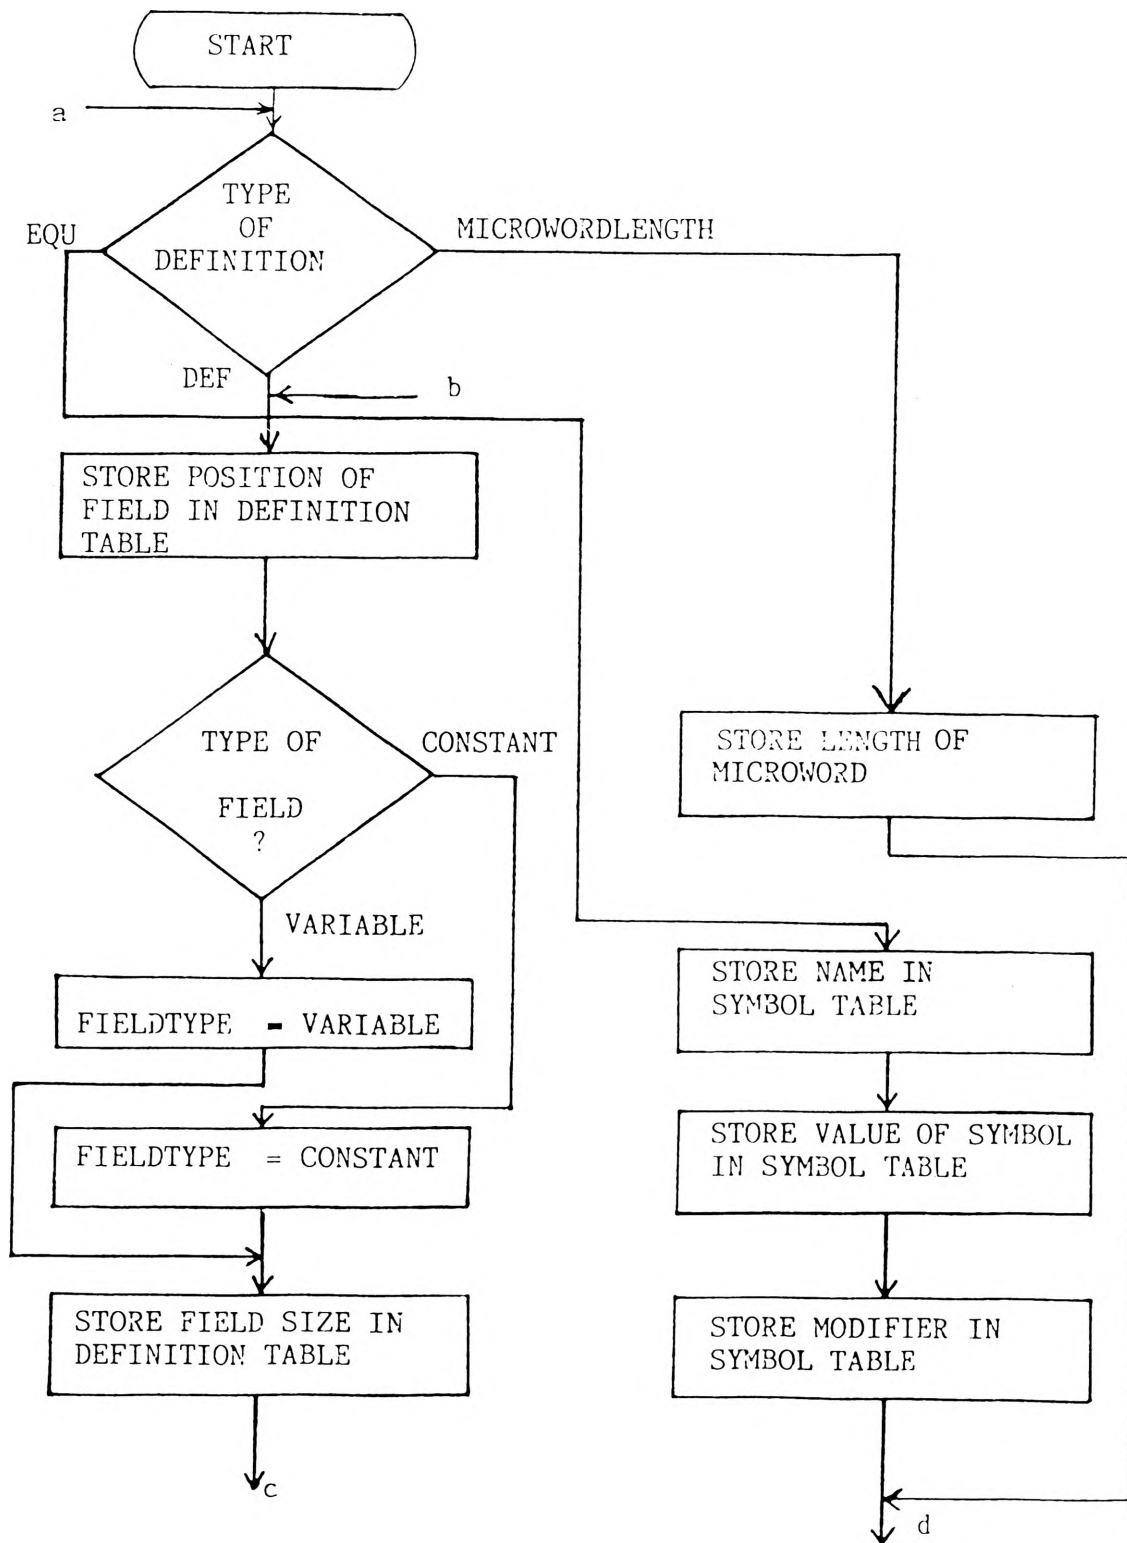 START
a
TYPE
OF
DEFINITION
EQU
MICROWORDLENGTH
DEF
b
STORE POSITION OF
FIELD IN DEFINITION
TABLE
TYPE OF
FIELD
?
CONSTANT
VARIABLE
FIELDTYPE = VARIABLE
FIELDTYPE = CONSTANT
STORE FIELD SIZE IN
DEFINITION TABLE
c
STORE LENGTH OF
MICROWORD
STORE NAME IN
SYMBOL TABLE
STORE VALUE OF SYMBOL
IN SYMBOL TABLE
STORE MODIFIER IN
SYMBOL TABLE
d